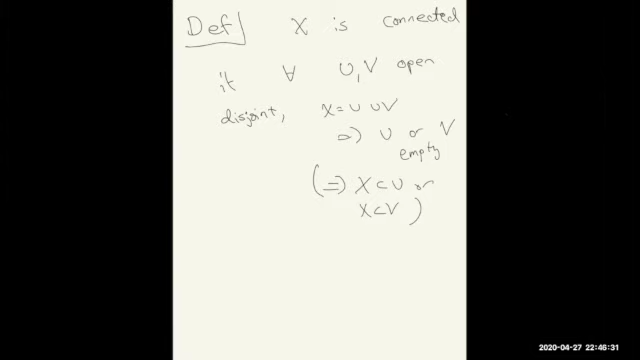 Def] X is connected
if ∀ U, V open
disjoint, X = U ∪ V
⇒) U or V
empty
(⇒ X ⊂ U or
X ⊂ V )
2020-04-27 22:46:31